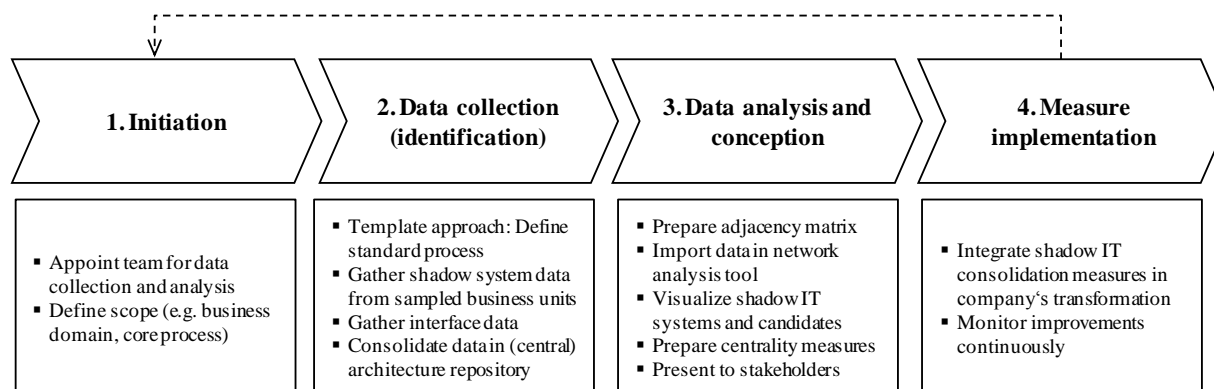 1. Initiation
2. Data collection
(identification)
3. Data analysis and
conception
4. Measure
implementation
▪ Appoint team for data
collection and analysis
▪ Define scope (e.g. business
domain, core process)
▪ Template approach: Define
standard process
▪ Gather shadow system data
from sampled business units
▪ Gather interface data
▪ Consolidate data in (central)
architecture repository
▪ Prepare adjacency matrix
▪ Import data in network
analysis tool
▪ Visualize shadow IT
systems and candidates
▪ Prepare centrality measures
▪ Present to stakeholders
▪ Integrate shadow IT
consolidation measures in
company‘s transformation
▪ Monitor improvements
continuously